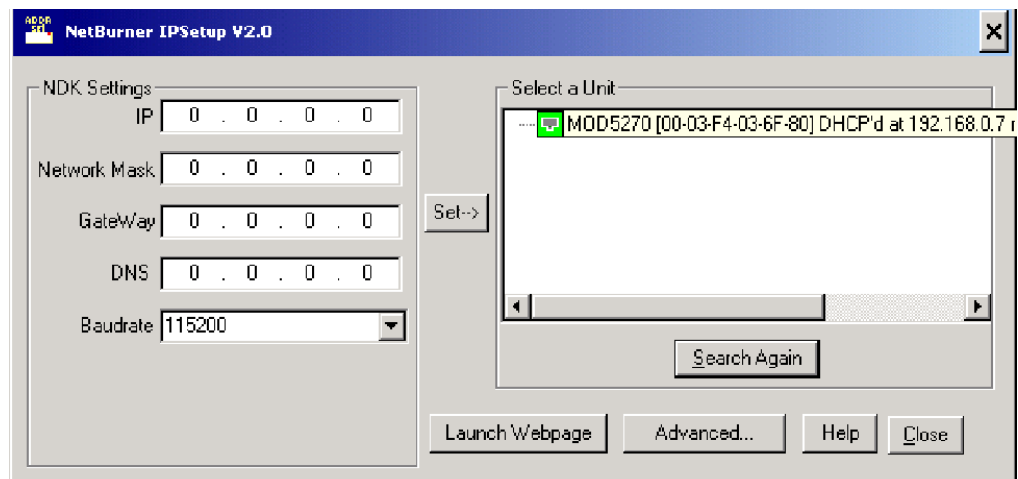 ADDR
SEL
NetBurner IPSetup V2.0
NDK Settings
IP 0 . 0 . 0 . 0
Network Mask 0 . 0 . 0 . 0
GateWay 0 . 0 . 0 . 0
DNS 0 . 0 . 0 . 0
Baudrate 115200
Set-->
Select a Unit
MOD5270 [00-03-F4-03-6F-80] DHCP'd at 192.168.0.7
Search Again
Launch Webpage
Advanced...
Help
Close